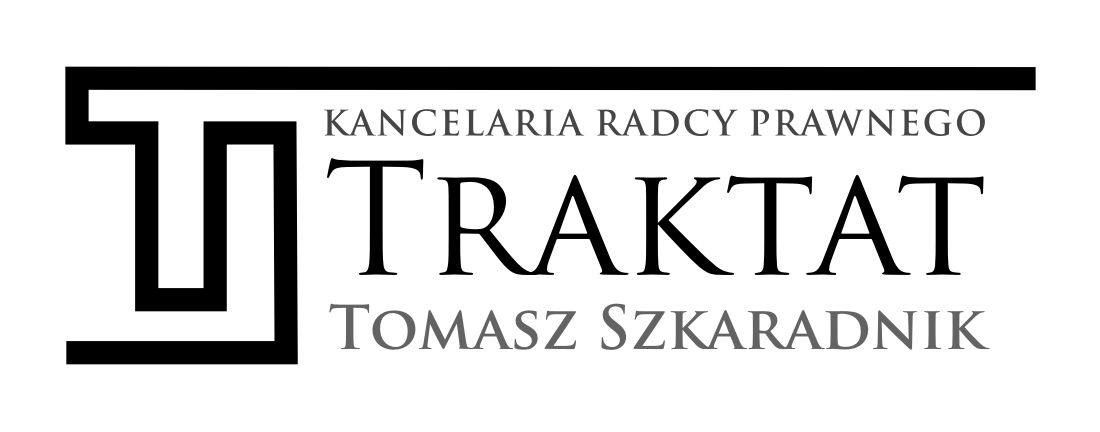 KANCELARIA RADCY PRAWNEGO
TRAKTAT
TOMASZ SZKARADNIK